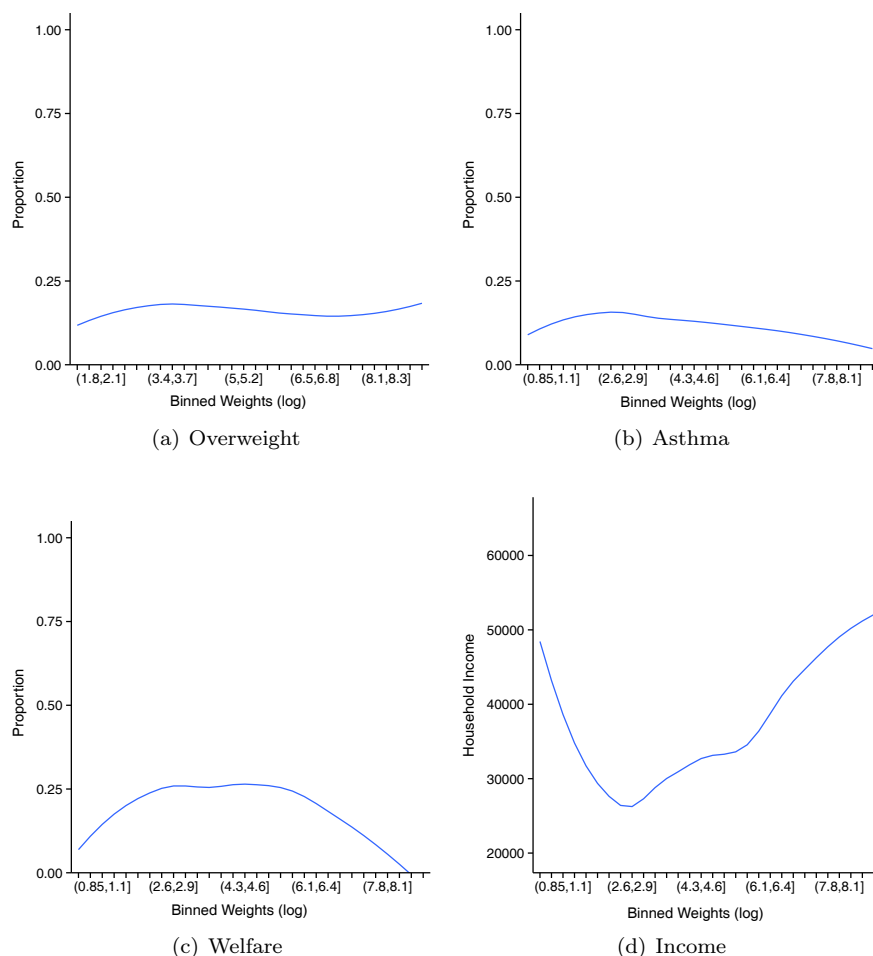 1.00
0.75
0.50
0.25
0.00
Proportion
(1.8,2.1] (3.4,3.7] (5,5.2] (6.5,6.8] (8.1,8.3]
Binned Weights (log)
(a) Overweight
1.00
0.75
0.50
0.25
0.00
Proportion
(0.85,1.1] (2.6,2.9] (4.3,4.6] (6.1,6.4] (7.8,8.1]
Binned Weights (log)
(b) Asthma
1.00
0.75
0.50
0.25
0.00
Proportion
(0.85,1.1] (2.6,2.9] (4.3,4.6] (6.1,6.4] (7.8,8.1]
Binned Weights (log)
(c) Welfare
60000
50000
40000
30000
20000
Household Income
(0.85,1.1] (2.6,2.9] (4.3,4.6] (6.1,6.4] (7.8,8.1]
Binned Weights (log)
(d) Income